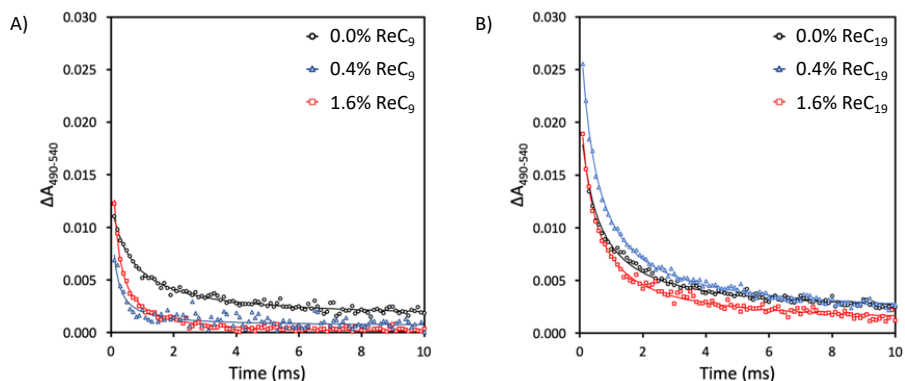 A)
0.030
0.025
0.020
0.015
0.010
0.005
0.000
ΔA₄₉₀₋₅₄₀
0.0% ReC₉
0.4% ReC₉
1.6% ReC₉
0 2 4 6 8 10
Time (ms)
B)
0.030
0.025
0.020
0.015
0.010
0.005
0.000
ΔA₄₉₀₋₅₄₀
0.0% ReC₁₉
0.4% ReC₁₉
1.6% ReC₁₉
0 2 4 6 8 10
Time (ms)